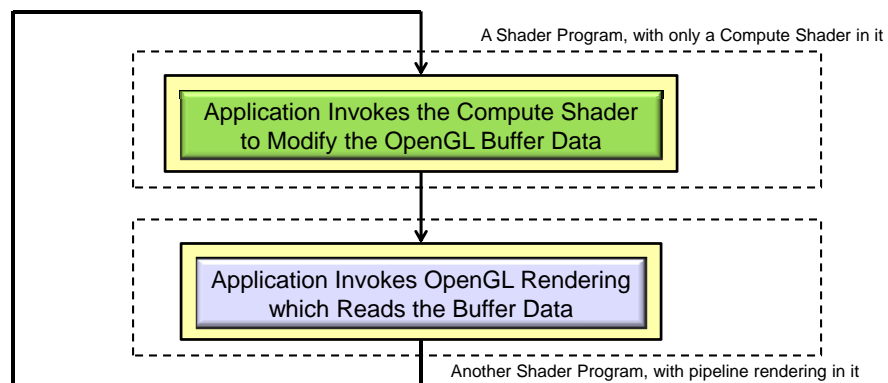 A Shader Program, with only a Compute Shader in it
Application Invokes the Compute Shader
to Modify the OpenGL Buffer Data
Application Invokes OpenGL Rendering
which Reads the Buffer Data
Another Shader Program, with pipeline rendering in it